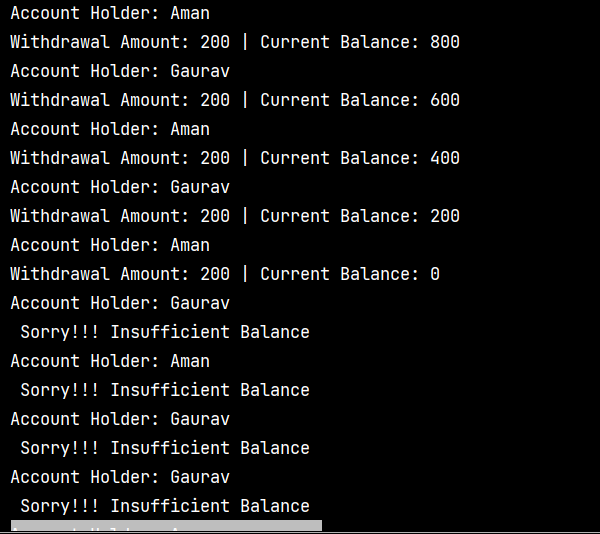 Account Holder: Aman
Withdrawal Amount: 200 | Current Balance: 800
Account Holder: Gaurav
Withdrawal Amount: 200 | Current Balance: 600
Account Holder: Aman
Withdrawal Amount: 200 | Current Balance: 400
Account Holder: Gaurav
Withdrawal Amount: 200 | Current Balance: 200
Account Holder: Aman
Withdrawal Amount: 200 | Current Balance: 0
Account Holder: Gaurav
Sorry!!! Insufficient Balance
Account Holder: Aman
Sorry!!! Insufficient Balance
Account Holder: Gaurav
Sorry!!! Insufficient Balance
Account Holder: Gaurav
Sorry!!! Insufficient Balance